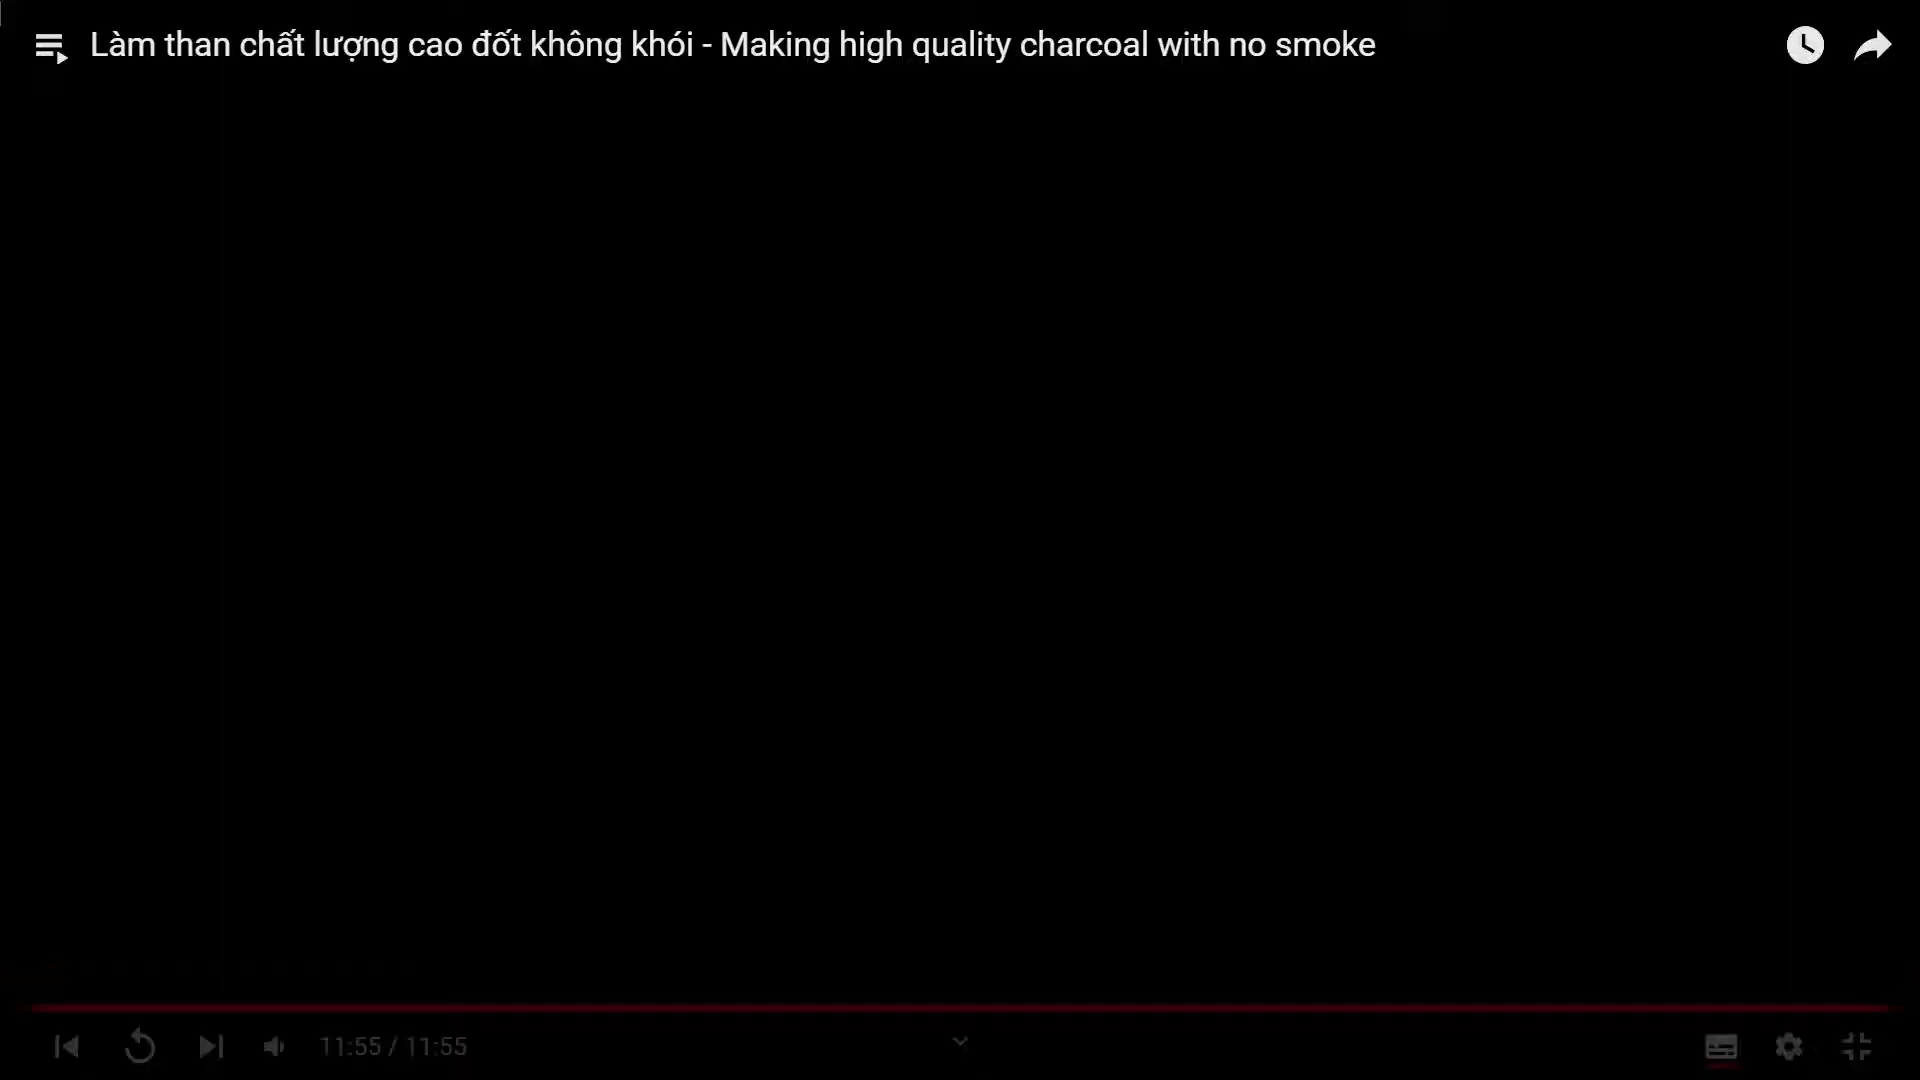 Làm than chất lượng cao đốt không khói - Making high quality charcoal with no smoke
11:55 / 11:55